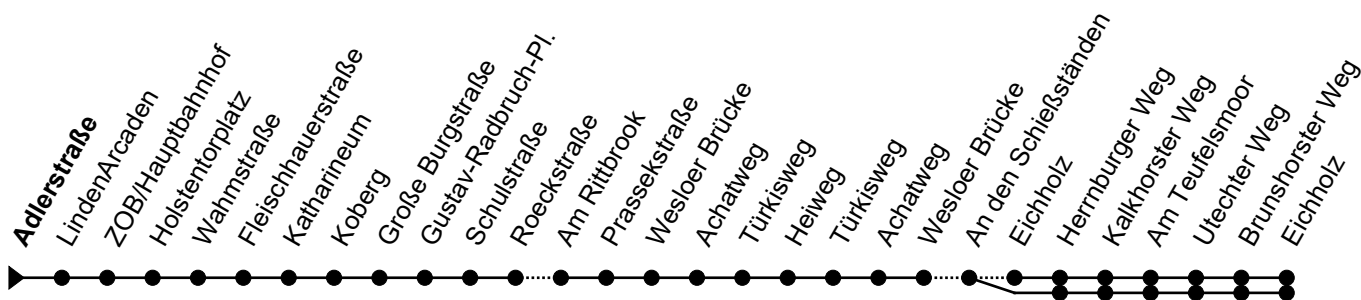 Adlerstraße
LindenArcaden
ZOB/Hauptbahnhof
Holstentorplatz
Wahmstraße
Fleischhauerstraße
Katharineum
Koberg
Große Burgstraße
Gustav-Radbruch-Pl.
Schulstraße
Roeckstraße
Am Rittbrook
Prassekstraße
Wesloer Brücke
Achatweg
Türkisweg
Heiweg
Türkisweg
Achatweg
Wesloer Brücke
An den Schießständen
Eichholz
Herrnburger Weg
Kalkhorster Weg
Am Teufelsmoor
Utechter Weg
Brunshorster Weg
Eichholz